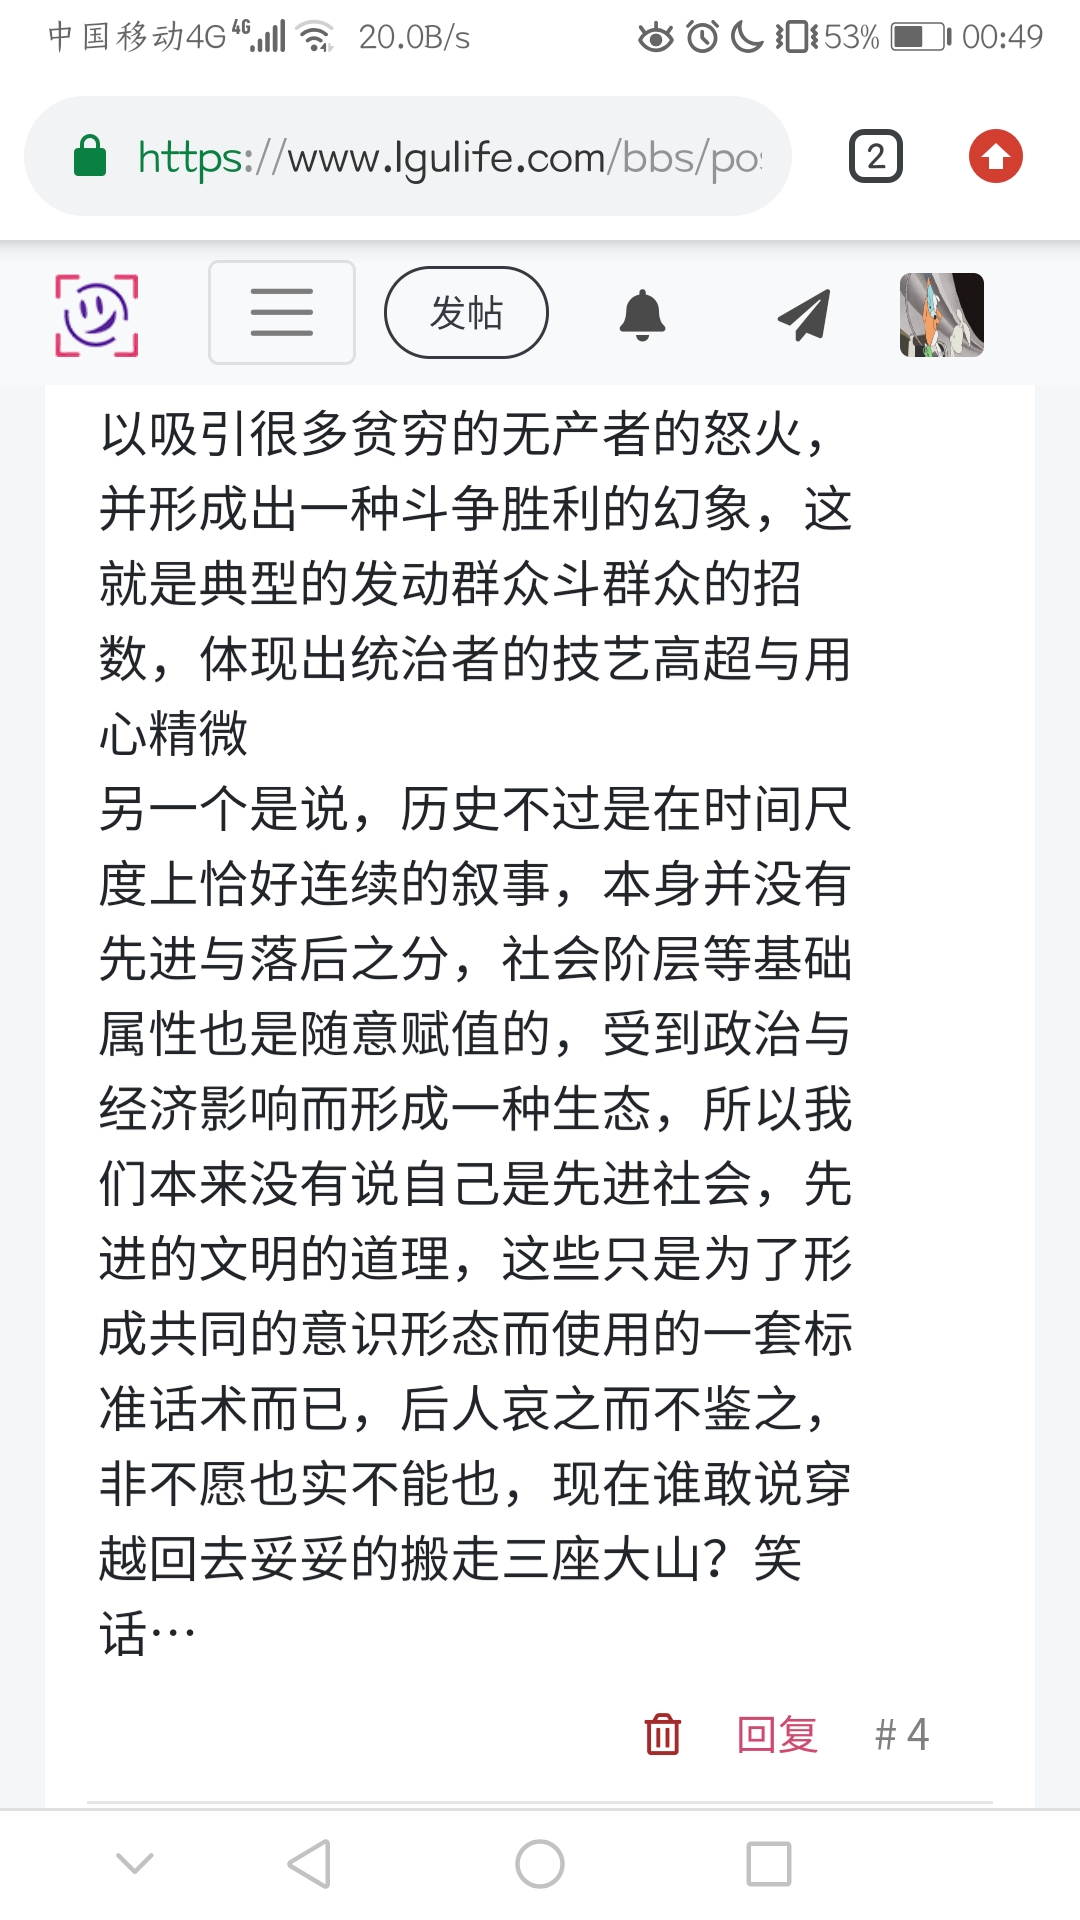 中国移动4G 4G 20.0B/s 53% 00:49
https://www.lgulife.com/bbs/pos 2
发帖
以吸引很多贫穷的无产者的怒火，
并形成出一种斗争胜利的幻象，这
就是典型的发动群众斗群众的招
数，体现出统治者的技艺高超与用
心精微
另一个是说，历史不过是在时间尺
度上恰好连续的叙事，本身并没有
先进与落后之分，社会阶层等基础
属性也是随意赋值的，受到政治与
经济影响而形成一种生态，所以我
们本来没有说自己是先进社会，先
进的文明的道理，这些只是为了形
成共同的意识形态而使用的一套标
准话术而已，后人哀之而不鉴之，
非不愿也实不能也，现在谁敢说穿
越回去妥妥的搬走三座大山？笑
话…
回复 # 4